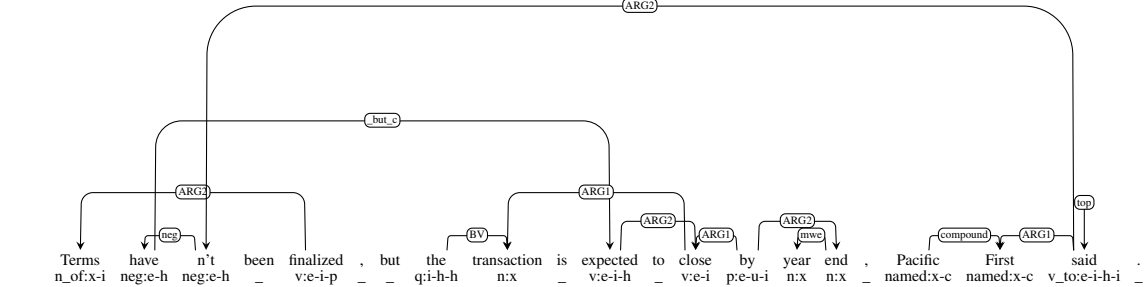 ARG2
_but_c
ARG2 ARG1
top
ARG2 ARG2
neg BV ARG1 mwe compound ARG1
Terms have n't been finalized , but the transaction is expected to close by year end , Pacific First said .
n_of:x-i neg:e-h neg:e-h _ v:e-i-p _ _ q:i-h-h n:x _ v:e-i-h _ v:e-i p:e-u-i n:x n:x _ named:x-c named:x-c v_to:e-i-h-i _